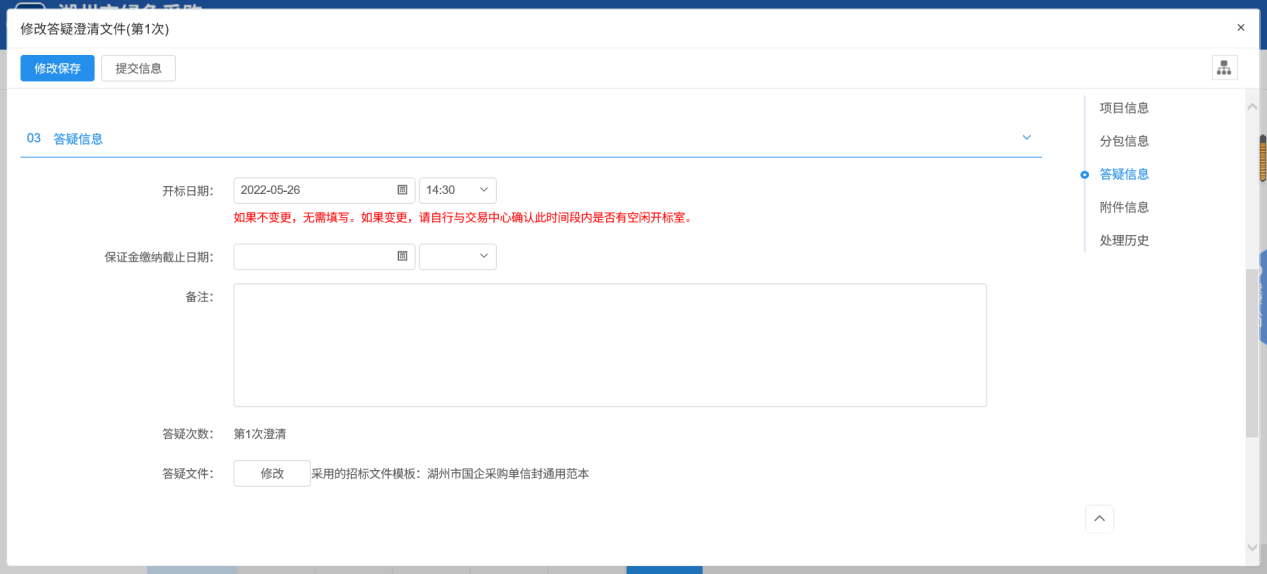 修改答疑澄清文件(第1次)
×
修改保存 提交信息
03 答疑信息
开标日期： 2022-05-26 14:30
如果不变更，无需填写。如果变更，请自行与交易中心确认此时间段内是否有空闲开标室。
保证金缴纳截止日期：
备注：
答疑次数： 第1次澄清
答疑文件： 修改 采用的招标文件模板：湖州市国企采购单信封通用范本
项目信息
分包信息
答疑信息
附件信息
处理历史